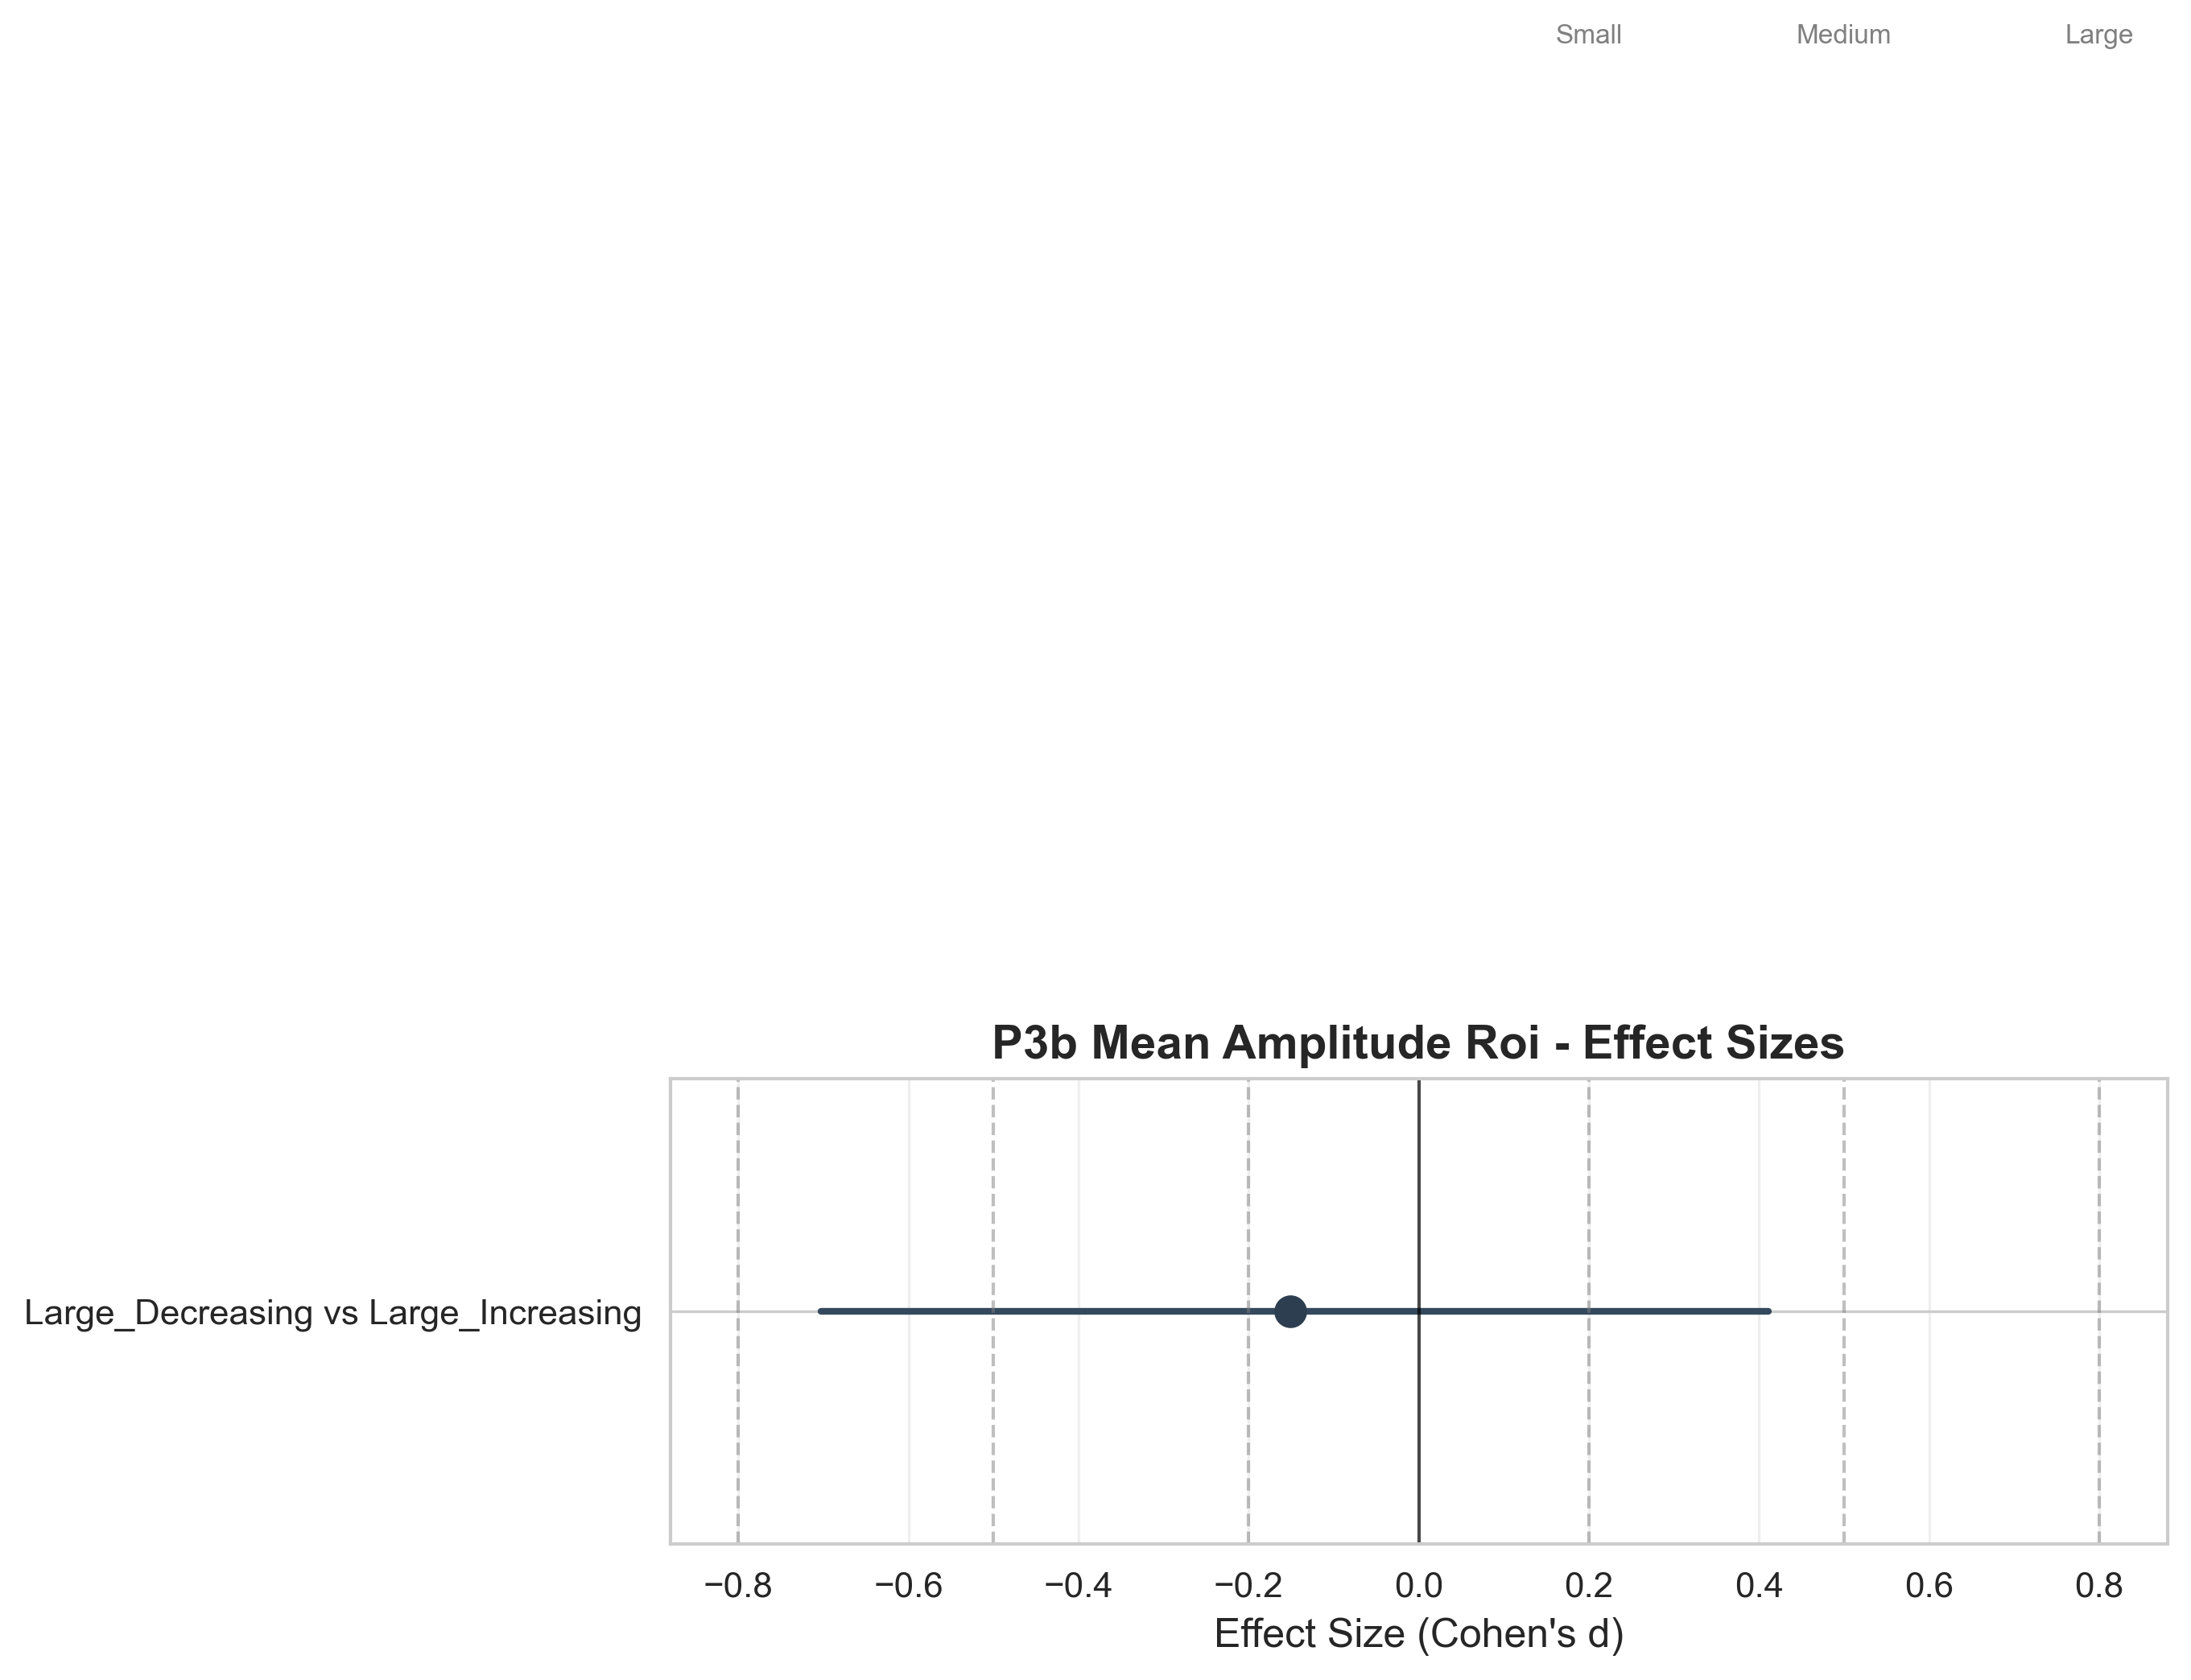 Small Medium Large
P3b Mean Amplitude Roi - Effect Sizes
Large_Decreasing vs Large_Increasing
−0.8 −0.6 −0.4 −0.2 0.0 0.2 0.4 0.6 0.8
Effect Size (Cohen's d)